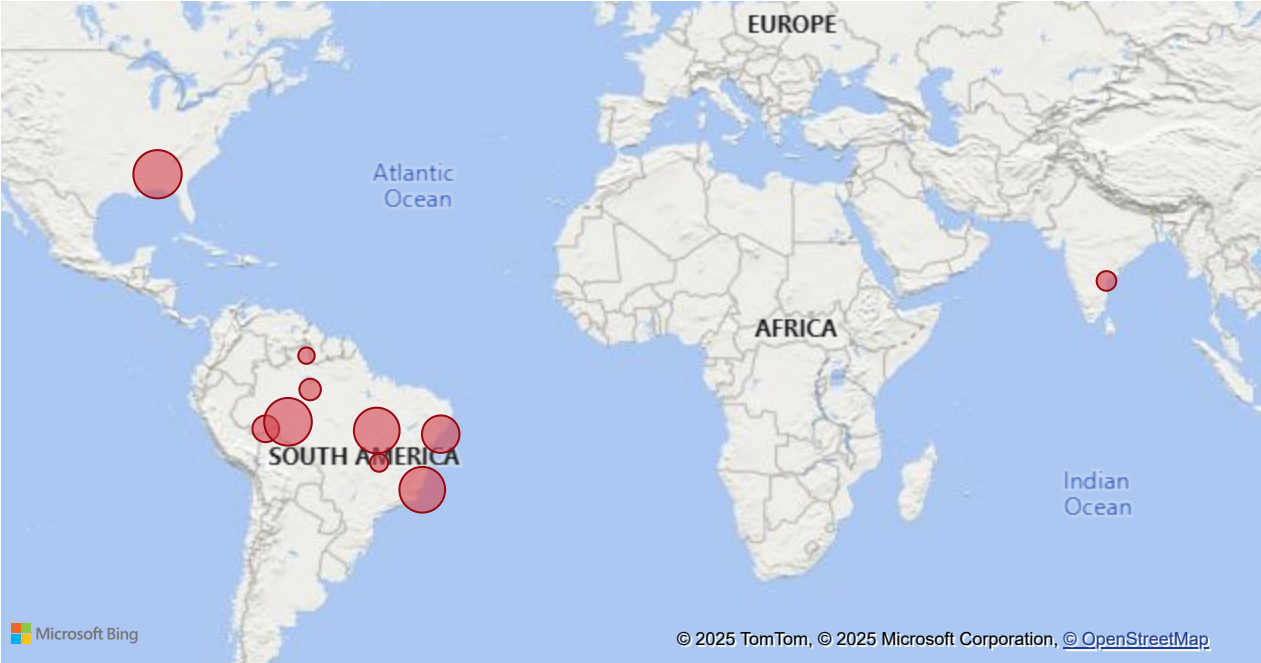 EUROPE
Atlantic
Ocean
AFRICA
SOUTH AMERICA
Indian
Ocean
Microsoft Bing
© 2025 TomTom, © 2025 Microsoft Corporation, © OpenStreetMap